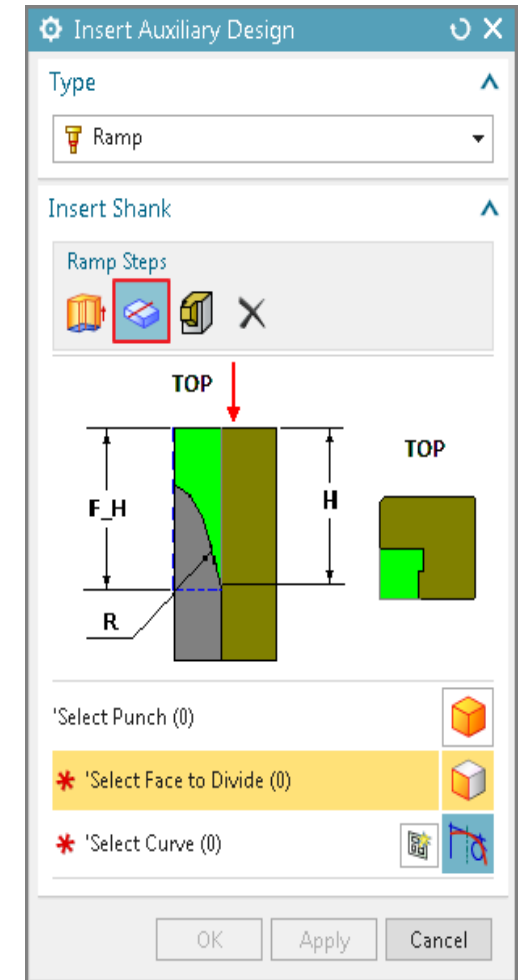 Insert Auxiliary Design
Type
Ramp
Insert Shank
Ramp Steps
TOP
TOP
F_H
H
R
'Select Punch (0)
* 'Select Face to Divide (0)
* 'Select Curve (0)
OK Apply Cancel